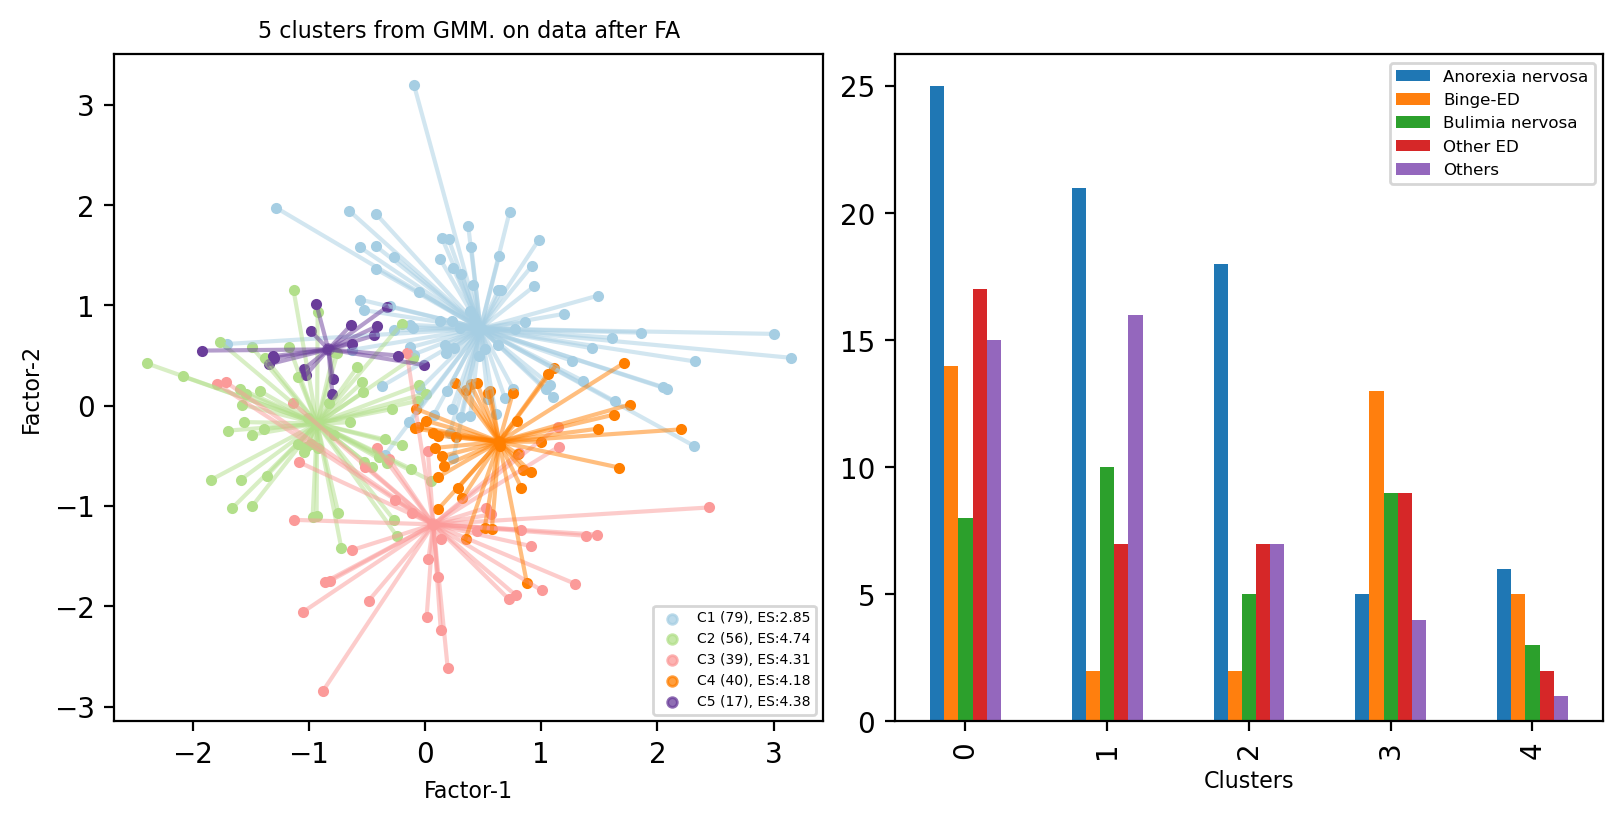 5 clusters from GMM. on data after FA
Factor-2
3
2
1
0
−1
−2
−3
−2
−1
0
1
2
3
Factor-1
C1 (79), ES:2.85
C2 (56), ES:4.74
C3 (39), ES:4.31
C4 (40), ES:4.18
C5 (17), ES:4.38
25
20
15
10
5
0
Anorexia nervosa
Binge-ED
Bulimia nervosa
Other ED
Others
0
1
2
3
4
Clusters